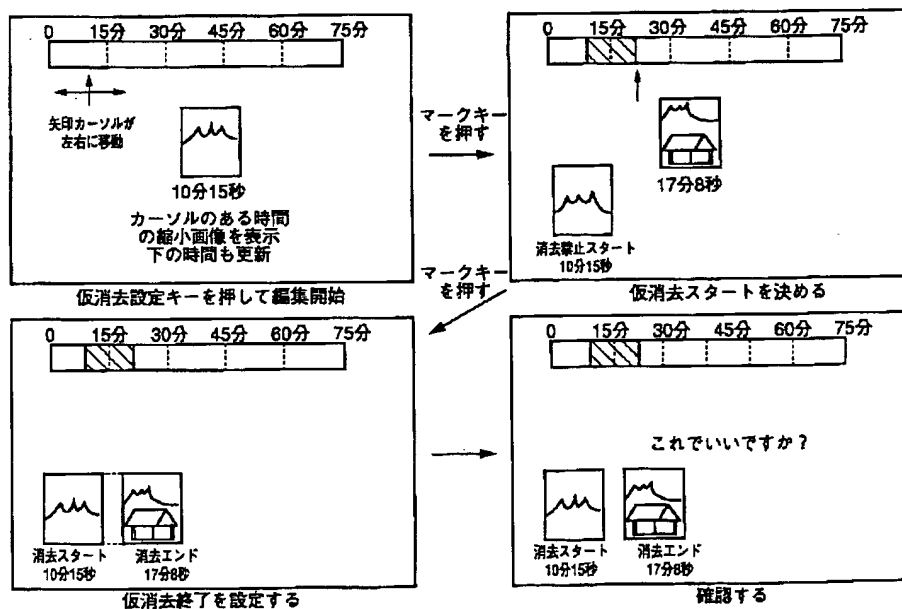 0 15分 30分 45分 60分 75分
矢印カーソルが
左右に移動
10分15秒
カーソルのある時間
の縮小画像を表示
下の時間も更新
仮消去設定キーを押して編集開始
マークキー
を押す
0 15分 30分 45分 60分 75分
17分8秒
消去禁止スタート
10分15秒
仮消去スタートを決める
マークキー
を押す
0 15分 30分 45分 60分 75分
消去スタート 消去エンド
10分15秒 17分8秒
仮消去終了を設定する
0 15分 30分 45分 60分 75分
これでいいですか?
消去スタート 消去エンド
10分15秒 17分8秒
確認する